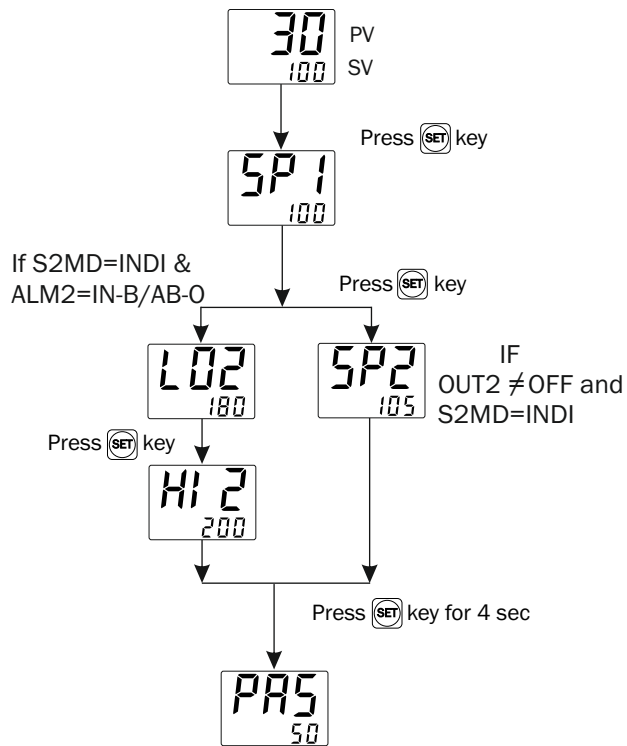 30 PV
100 SV
Press SET key
SP1
100
If S2MD=INDI &
ALM2=IN-B/AB-O
Press SET key
LO2
180
SP2
105
IF
OUT2 ≠OFF and
S2MD=INDI
Press SET key
HI 2
200
Press SET key for 4 sec
PAS
50